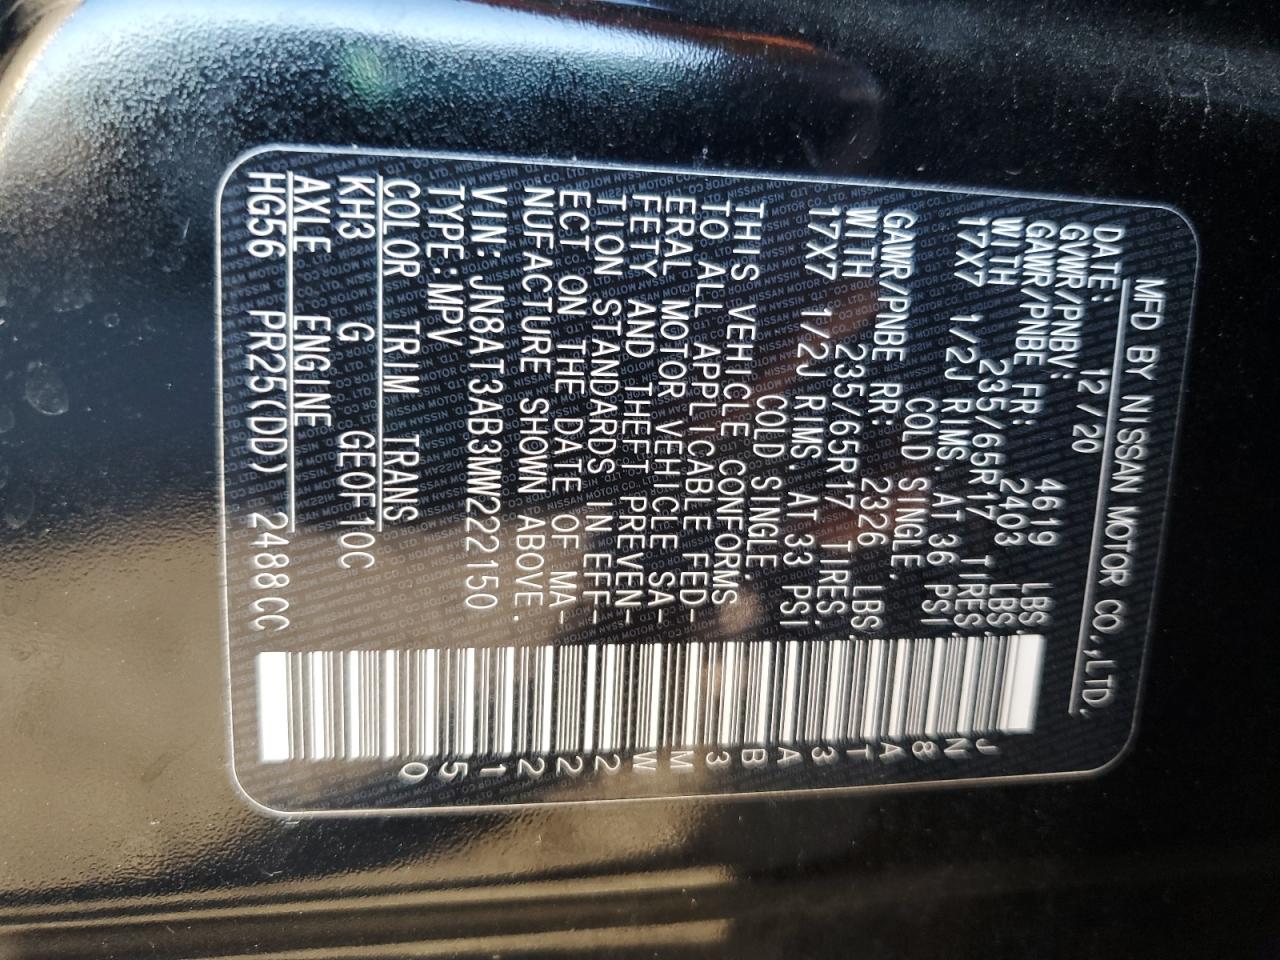 MFD BY NISSAN MOTOR CO.,LTD.
DATE: 12/20
GVWR/PNBV: 4619 LBS.
GAWR/PNBE FR: 2403 LBS.
WITH 235/65R17 TIRES,
17X7 1/2J RIMS, AT 36 PSI
COLD SINGLE.
GAWR/PNBE RR: 2326 LBS.
WITH 235/65R17 TIRES.
17X7 1/2J RIMS, AT 33 PSI
COLD SINGLE.
THIS VEHICLE CONFORMS
TO ALL APPLICABLE FED-
ERAL MOTOR VEHICLE SA-
FETY AND THEFT PREVEN-
TION STANDARDS IN EFF-
ECT ON THE DATE OF MA-
NUFACTURE SHOWN ABOVE.
VIN: JN8AT3AB3MW222150
TYPE:MPV
COLOR TRIM TRANS
KH3 G GE0F10C
AXLE ENGINE
HG56 PR25(DD) 2488CC
JN8AT3AB3MW222150